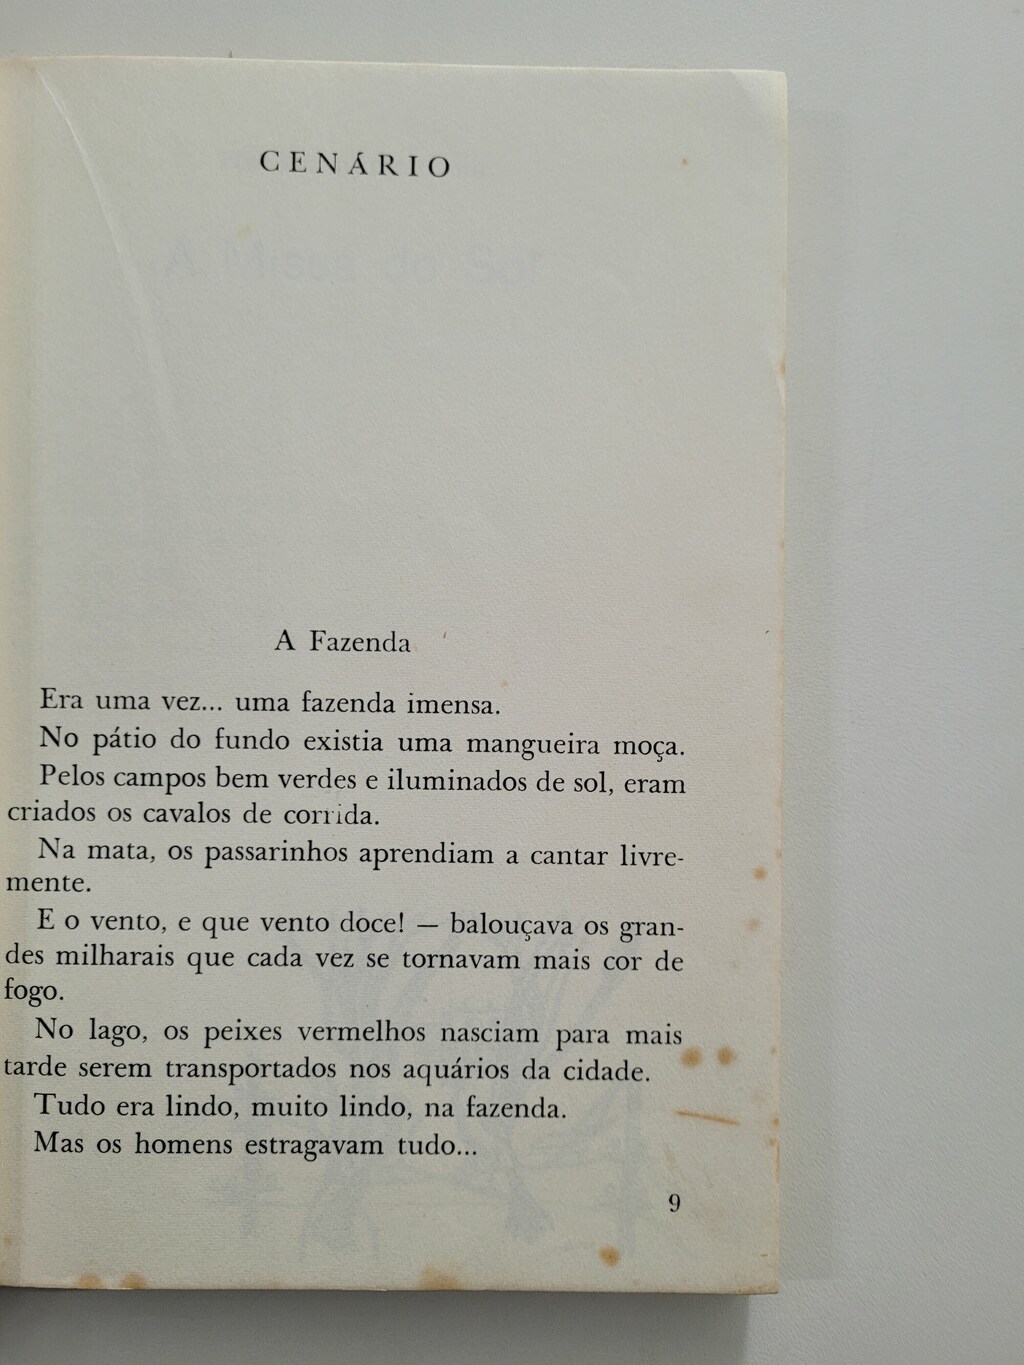 CENÁRIO
A Fazenda
Era uma vez... uma fazenda imensa.
No pátio do fundo existia uma mangueira moça.
Pelos campos bem verdes e iluminados de sol, eram
criados os cavalos de corrida.
Na mata, os passarinhos aprendiam a cantar livre-
mente.
E o vento, e que vento doce! — balouçava os gran-
des milharais que cada vez se tornavam mais cor de
fogo.
No lago, os peixes vermelhos nasciam para mais
tarde serem transportados nos aquários da cidade.
Tudo era lindo, muito lindo, na fazenda.
Mas os homens estragavam tudo...
9